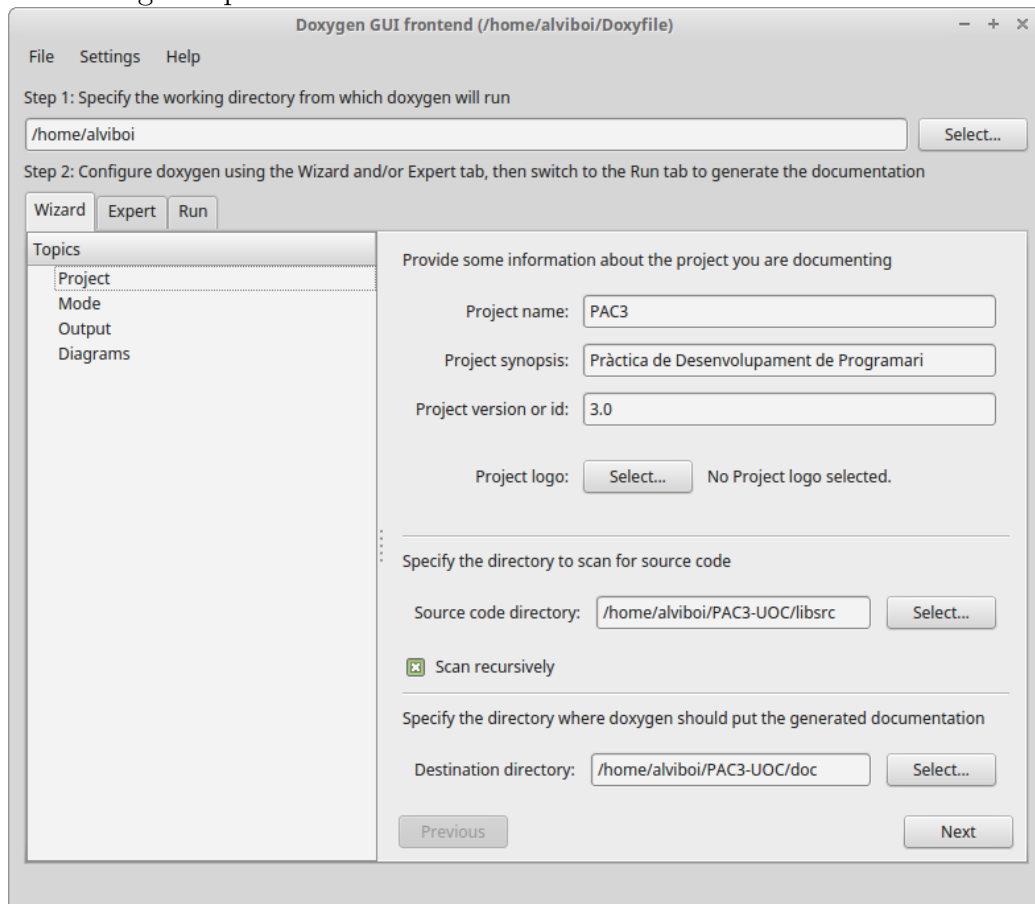 Doxygen GUI frontend (/home/alviboi/Doxyfile)
File Settings Help
Step 1: Specify the working directory from which doxygen will run
/home/alviboi Select...
Step 2: Configure doxygen using the Wizard and/or Expert tab, then switch to the Run tab to generate the documentation
Wizard Expert Run
Topics
Project
Mode
Output
Diagrams
Provide some information about the project you are documenting
Project name: PAC3
Project synopsis: Pràctica de Desenvolupament de Programari
Project version or id: 3.0
Project logo: Select... No Project logo selected.
Specify the directory to scan for source code
Source code directory: /home/alviboi/PAC3-UOC/libsrc Select...
Scan recursively
Specify the directory where doxygen should put the generated documentation
Destination directory: /home/alviboi/PAC3-UOC/doc Select...
Previous Next